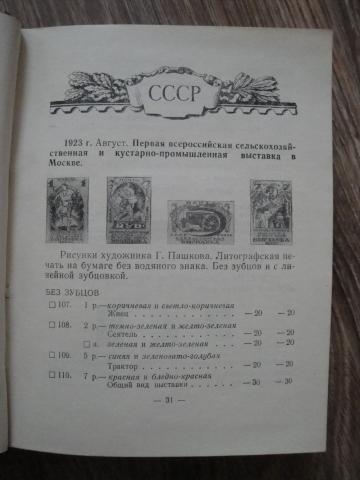 СССР
1923 г. Август. Первая всероссийская сельскохозяй-
ственная и кустарно-промышленная выставка в
Москве.
Рисунки художника Г. Пашкова. Литографская пе-
чать на бумаге без водяного знака. Без зубцов и с ли-
нейной зубцовкой.
БЕЗ ЗУБЦОВ
□ 107. 1 р.—коричневая и светло-коричневая
Жнец . . . . . . . . . . . . —20 —20
□ 108. 2 р.—темно-зеленая и желто-зеленая
Сеятель . . . . . . . . . . . —20 —20
□ а. зеленая и желто-зеленая . . . . —20 —20
□ 109. 5 р.—синяя и зеленовато-голубая
Трактор . . . . . . . . . . . —20 —20
□ 110. 7 р.—красная и бледно-красная
Общий вид выставки . . . . . . —30 —30
— 31 —